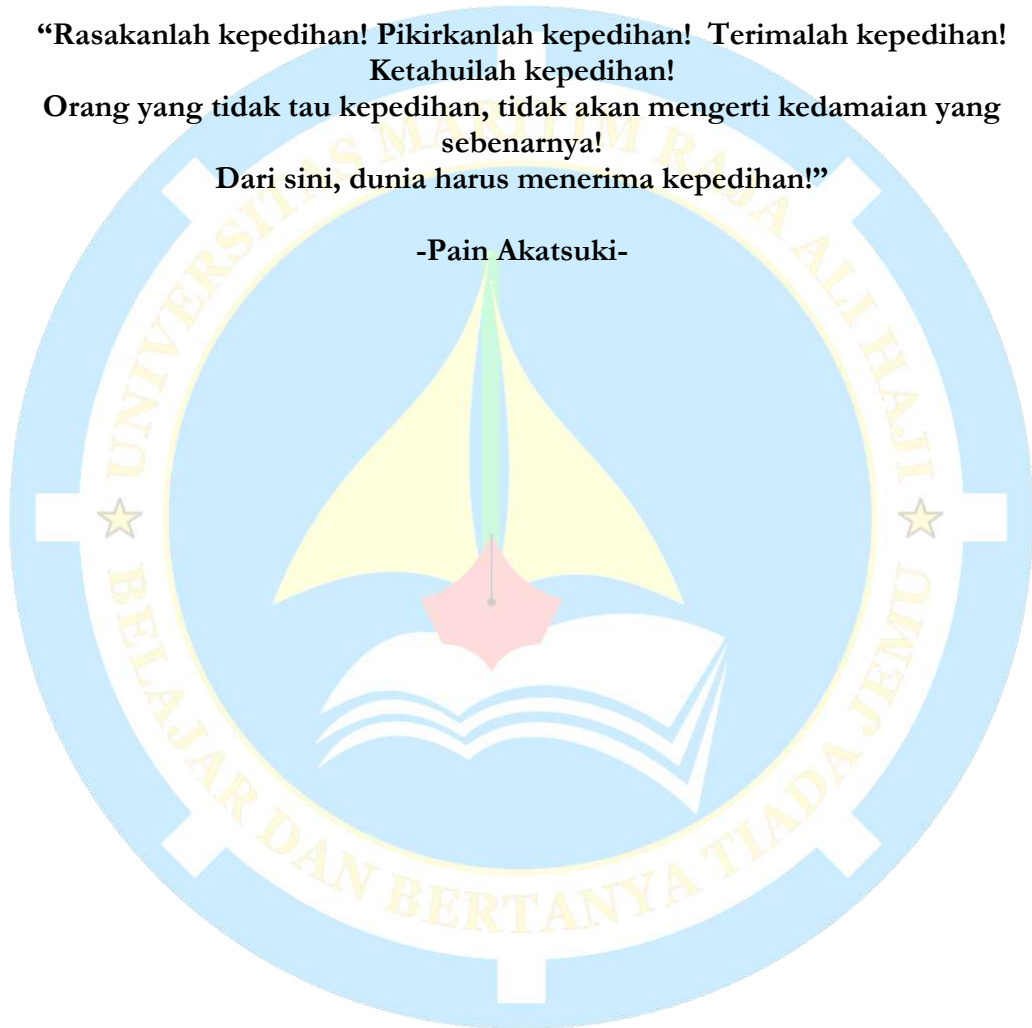 “Rasakanlah kepedihan! Pikirkanlah kepedihan!  Terimalah kepedihan!
Ketahuilah kepedihan!
Orang yang tidak tau kepedihan, tidak akan mengerti kedamaian yang
sebenarnya!
Dari sini, dunia harus menerima kepedihan!”
-Pain Akatsuki-
UNIVERSITAS MARITIM RAJA ALI HAJI
BELAJAR DAN BERTANYA TIADA JEMU